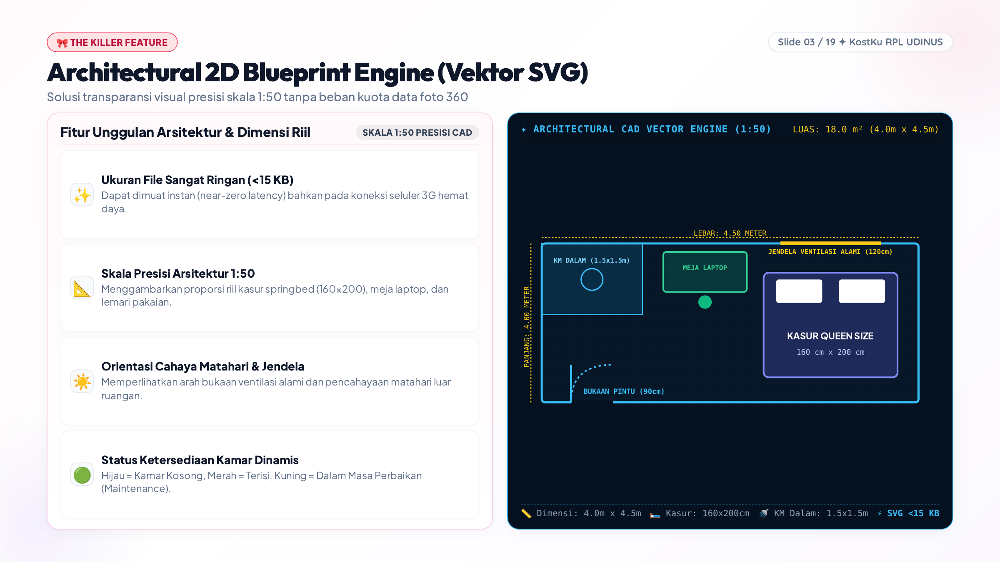 🎀 THE KILLER FEATURE
Slide 03 / 19 ✦ KostKu RPL UDINUS
Architectural 2D Blueprint Engine (Vektor SVG)
Solusi transparansi visual presisi skala 1:50 tanpa beban kuota data foto 360
Fitur Unggulan Arsitektur & Dimensi Riil
SKALA 1:50 PRESISI CAD
Ukuran File Sangat Ringan (<15 KB)
Dapat dimuat instan (near-zero latency) bahkan pada koneksi seluler 3G hemat
daya.
Skala Presisi Arsitektur 1:50
Menggambarkan proporsi riil kasur springbed (160×200), meja laptop, dan
lemari pakaian.
Orientasi Cahaya Matahari & Jendela
Memperlihatkan arah bukaan ventilasi alami dan pencahayaan matahari luar
ruangan.
Status Ketersediaan Kamar Dinamis
Hijau = Kamar Kosong, Merah = Terisi, Kuning = Dalam Masa Perbaikan
(Maintenance).
✦ ARCHITECTURAL CAD VECTOR ENGINE (1:50)
LUAS: 18.0 m² (4.0m x 4.5m)
LEBAR: 4.50 METER
JENDELA VENTILASI ALAMI (120cm)
KM DALAM (1.5x1.5m)
MEJA LAPTOP
PANJANG: 4.00 METER
KASUR QUEEN SIZE
160 cm x 200 cm
BUKAAN PINTU (90cm)
📏 Dimensi: 4.0m x 4.5m
🛏️ Kasur: 160x200cm
🚿 KM Dalam: 1.5x1.5m
⚡ SVG <15 KB